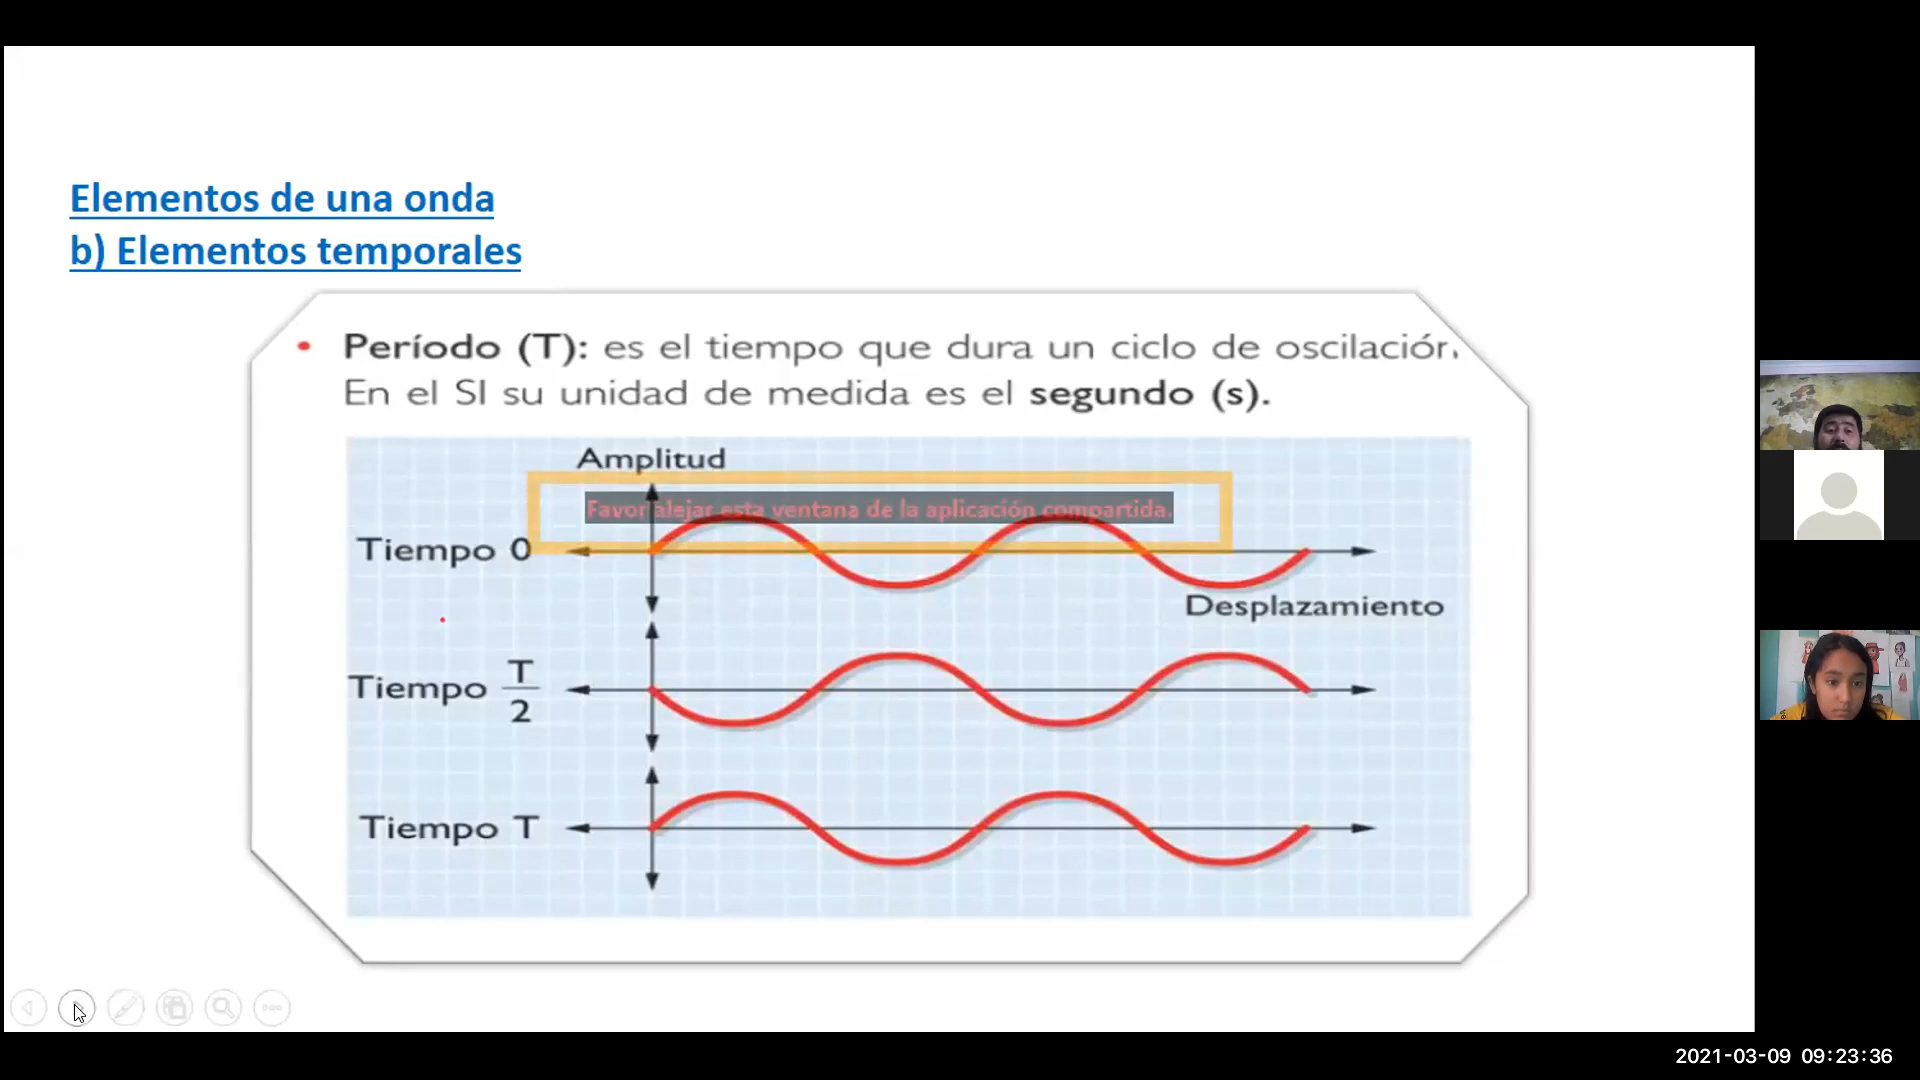 Elementos de una onda
b) Elementos temporales
• Período (T): es el tiempo que dura un ciclo de oscilación.
En el SI su unidad de medida es el segundo (s).
Amplitud
Favor alejar esta ventana de la aplicación compartida.
Tiempo 0
Desplazamiento
Tiempo T/2
Tiempo T
2021-03-09 09:23:36